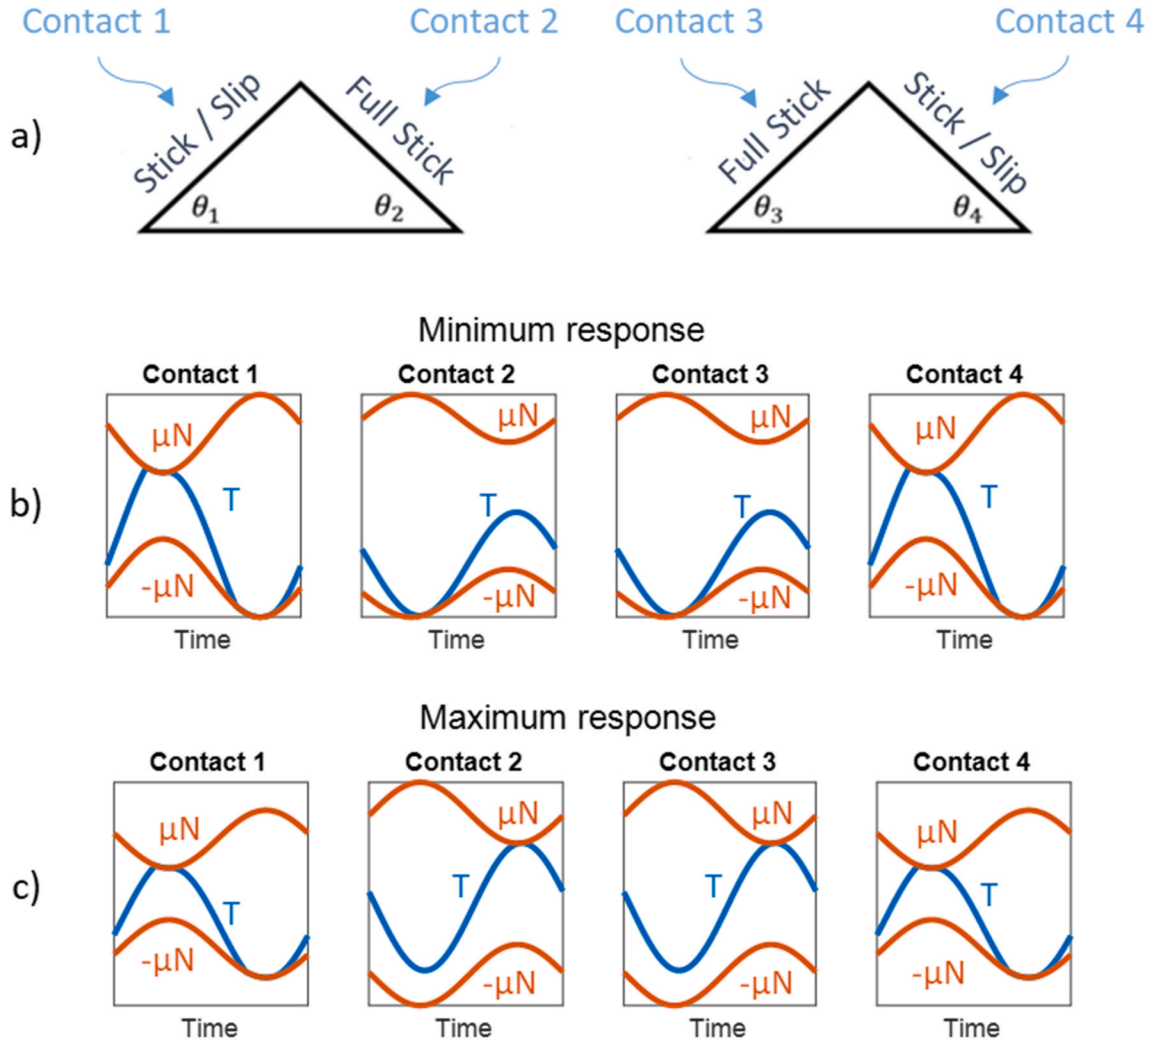 Contact 1 Contact 2 Contact 3 Contact 4
a)
Stick / Slip Full Stick Full Stick Stick / Slip
θ1 θ2 θ3 θ4
Minimum response
Contact 1 Contact 2 Contact 3 Contact 4
b)
μN μN μN μN
T T T T
-μN -μN -μN -μN
Time Time Time Time
Maximum response
Contact 1 Contact 2 Contact 3 Contact 4
c)
μN μN μN μN
T T T T
-μN -μN -μN -μN
Time Time Time Time